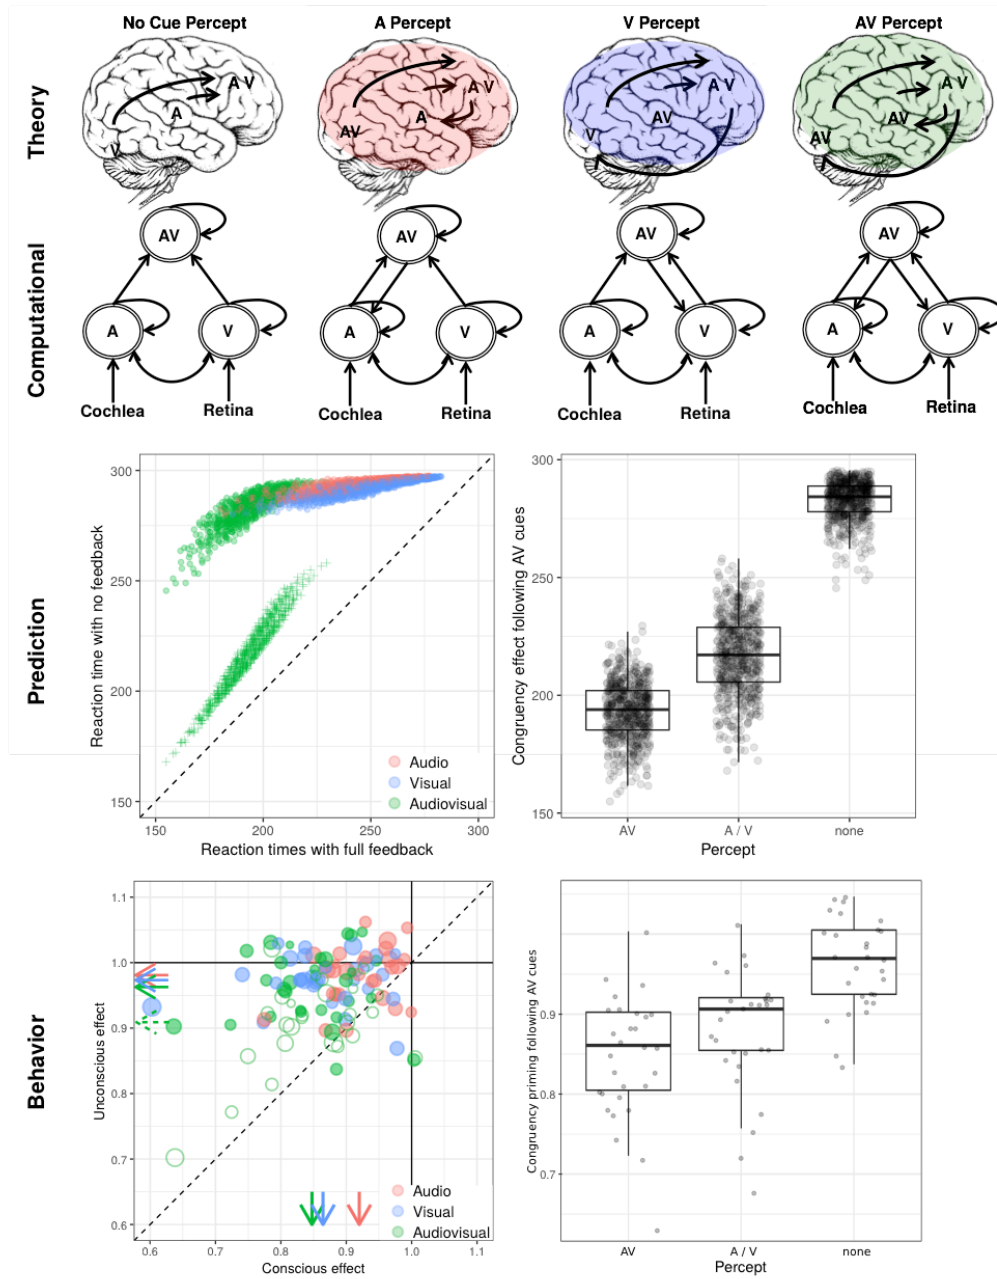 No Cue Percept
A Percept
V Percept
AV Percept
Theory
A V
A
V
A V
A
AV
A V
AV
V
A V
AV
AV
Computational
AV
A
V
Cochlea
Retina
AV
A
V
Cochlea
Retina
AV
A
V
Cochlea
Retina
AV
A
V
Cochlea
Retina
Prediction
Reaction time with no feedback
300
250
200
150
150
200
250
300
Reaction times with full feedback
Audio
Visual
Audiovisual
Congruency effect following AV cues
300
250
200
150
AV
A / V
none
Percept
Behavior
Unconscious effect
1.1
1.0
0.9
0.8
0.7
0.6
0.6
0.7
0.8
0.9
1.0
1.1
Conscious effect
Audio
Visual
Audiovisual
Congruency priming following AV cues
0.9
0.8
0.7
AV
A / V
none
Percept